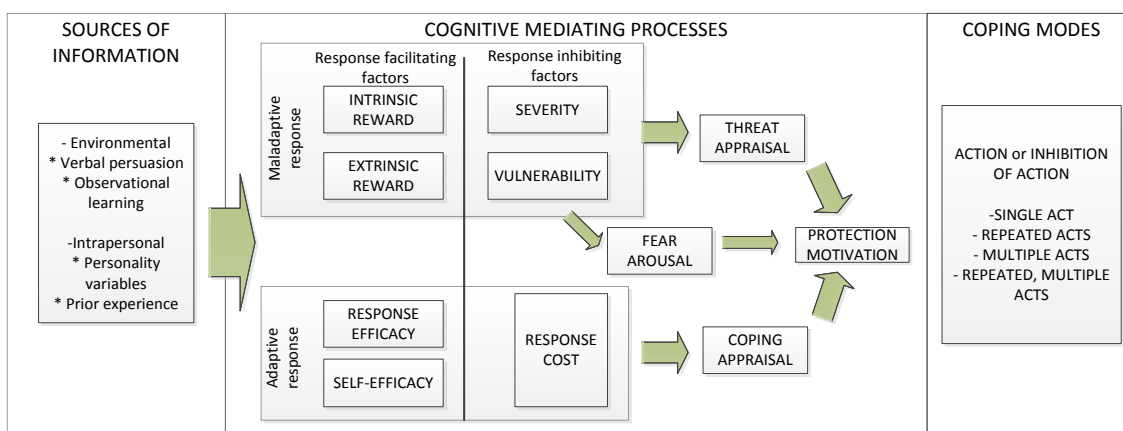 SOURCES OF
INFORMATION
- Environmental
* Verbal persuasion
* Observational
learning
-Intrapersonal
* Personality
variables
* Prior experience
COGNITIVE MEDIATING PROCESSES
Response facilitating
factors
Response inhibiting
factors
Maladaptive
response
INTRINSIC
REWARD
EXTRINSIC
REWARD
SEVERITY
VULNERABILITY
THREAT
APPRAISAL
FEAR
AROUSAL
PROTECTION
MOTIVATION
Adaptive
response
RESPONSE
EFFICACY
SELF-EFFICACY
RESPONSE
COST
COPING
APPRAISAL
COPING MODES
ACTION or INHIBITION
OF ACTION
-SINGLE ACT
- REPEATED ACTS
- MULTIPLE ACTS
- REPEATED, MULTIPLE
ACTS